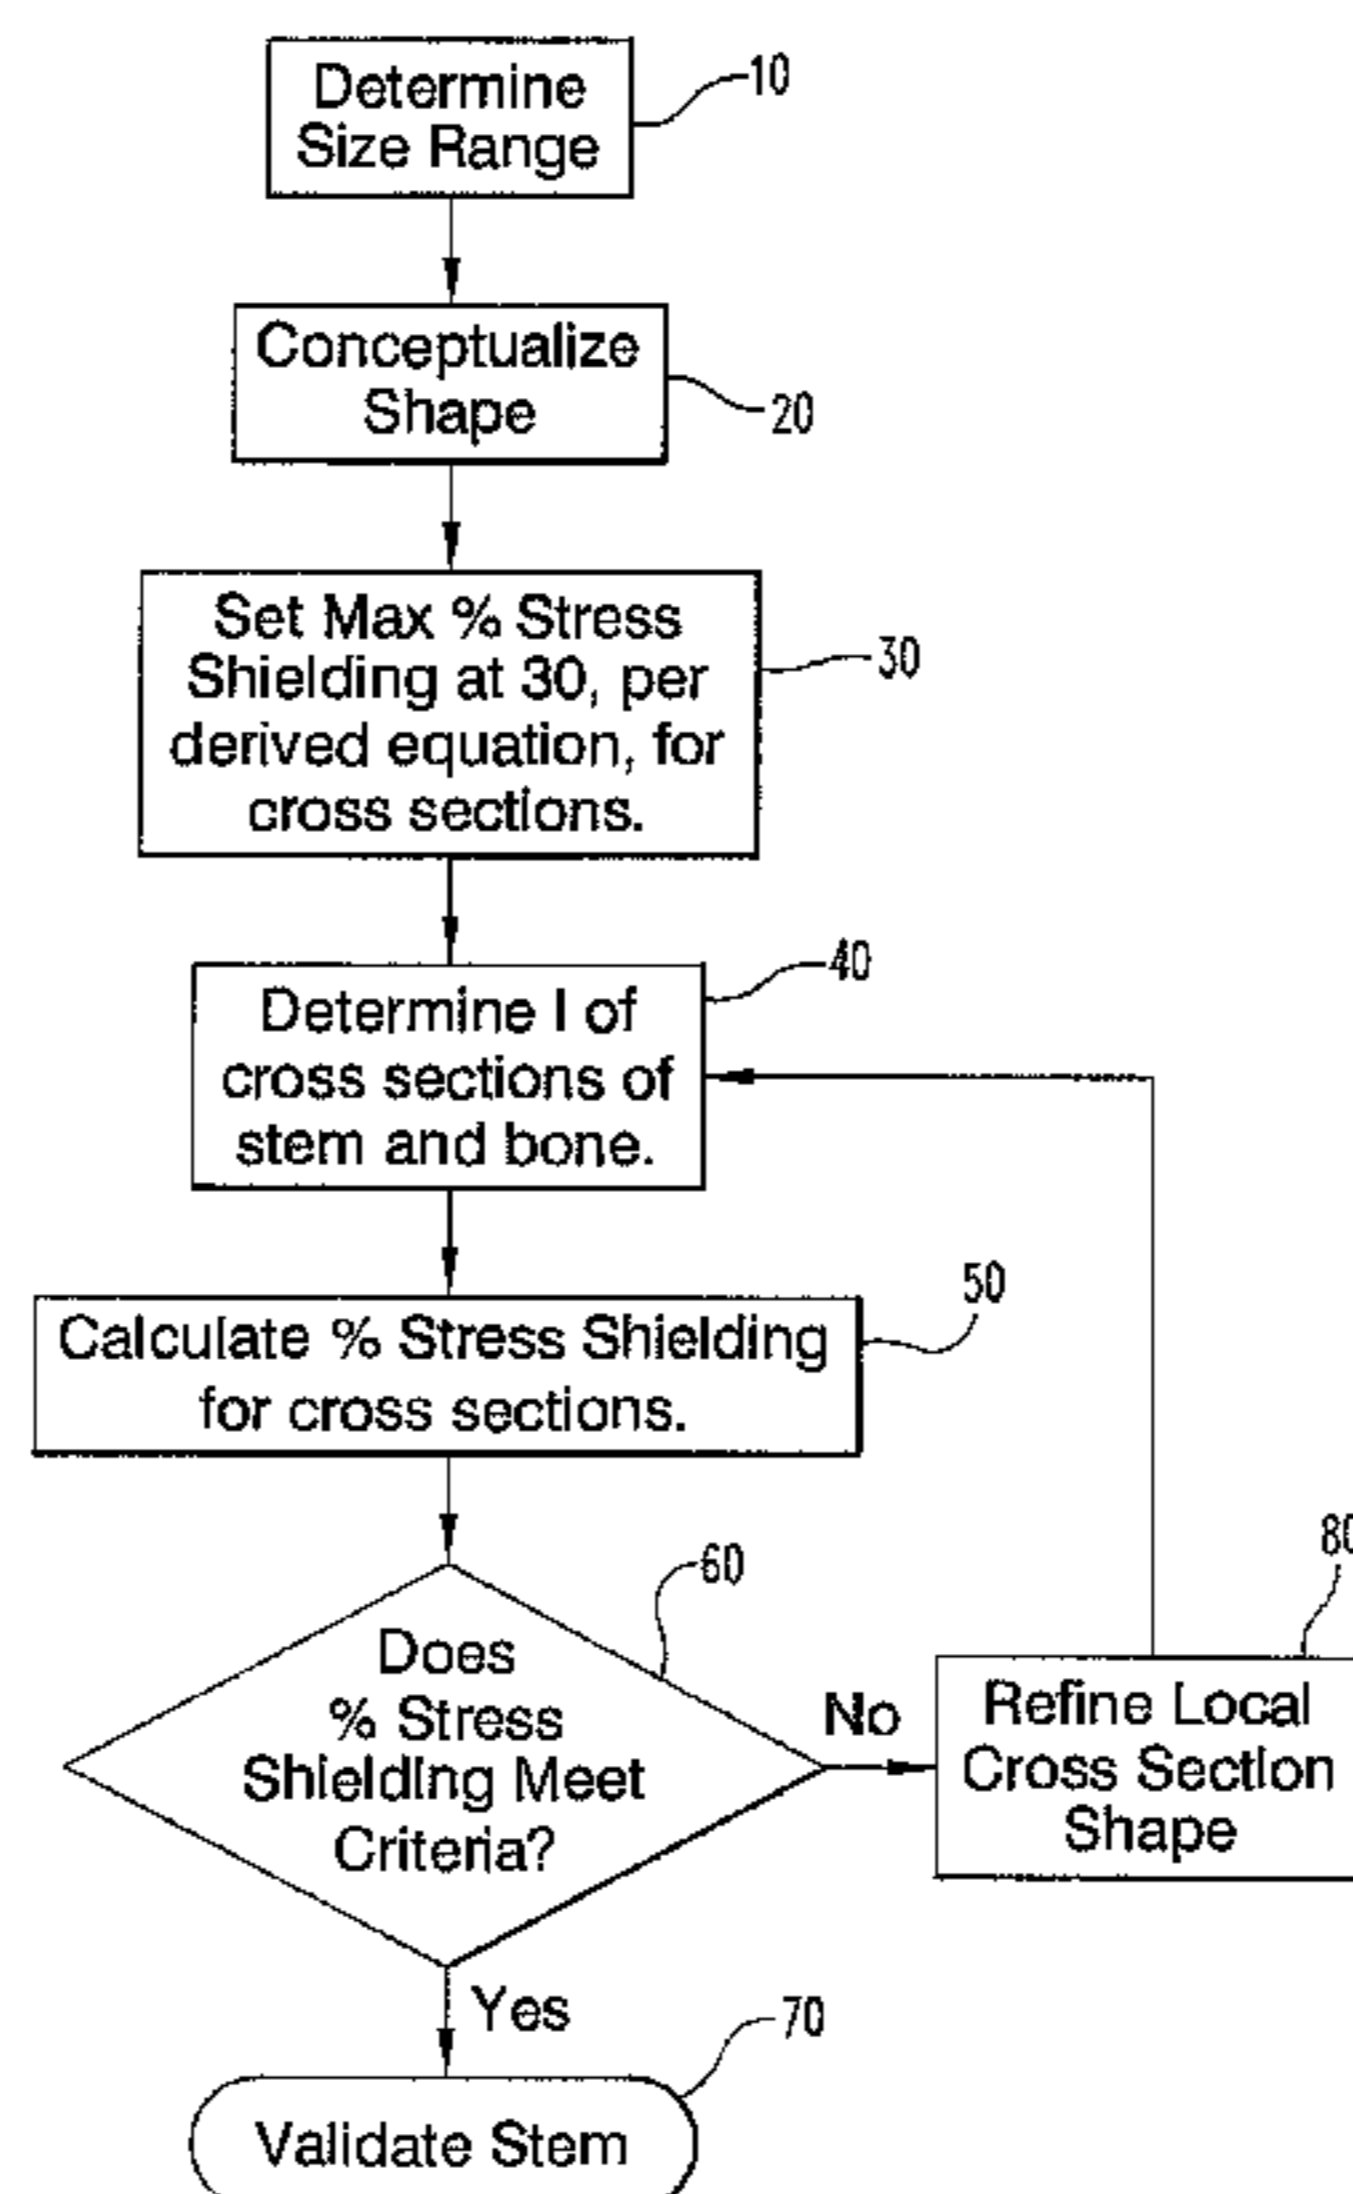 Determine
Size Range
10
Conceptualize
Shape
20
Set Max % Stress
Shielding at 30, per
derived equation, for
cross sections.
30
Determine I of
cross sections of
stem and bone.
40
Calculate % Stress Shielding
for cross sections.
50
Does
% Stress
Shielding Meet
Criteria?
60
No
Refine Local
Cross Section
Shape
80
Yes
Validate Stem
70